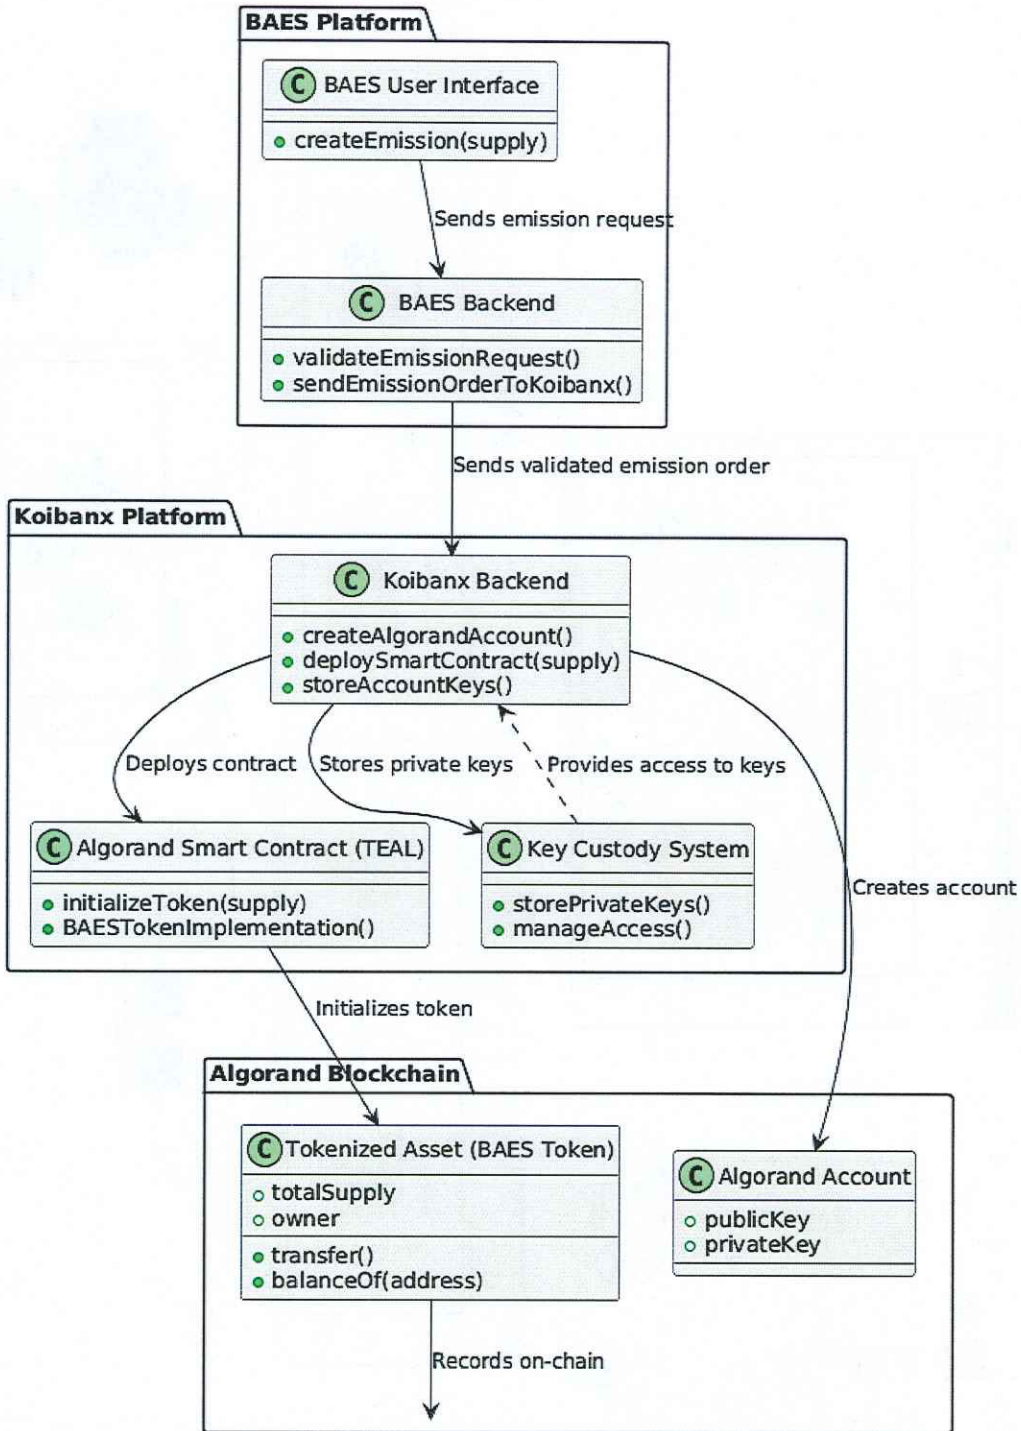 BAES Platform
C BAES User Interface
createEmission(supply)
Sends emission request
C BAES Backend
validateEmissionRequest()
sendEmissionOrderToKoibanx()
Sends validated emission order
Koibanx Platform
C Koibanx Backend
createAlgorandAccount()
deploySmartContract(supply)
storeAccountKeys()
Deploys contract
Stores private keys
Provides access to keys
C Algorand Smart Contract (TEAL)
initializeToken(supply)
BAESTokenImplementation()
C Key Custody System
storePrivateKeys()
manageAccess()
Creates account
Initializes token
Algorand Blockchain
C Tokenized Asset (BAES Token)
totalSupply
owner
transfer()
balanceOf(address)
C Algorand Account
publicKey
privateKey
Records on-chain